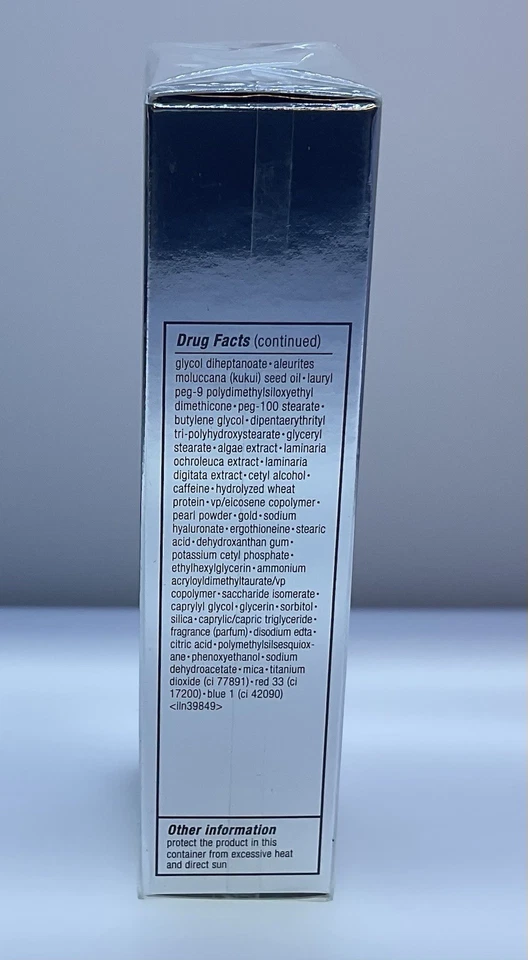 Drug Facts (continued)
glycol diheptanoate • aleurites
moluccana (kukui) seed oil • lauryl
peg-9 polydimethylsiloxyethyl
dimethicone • peg-100 stearate •
butylene glycol • dipentaerythrityl
tri-polyhydroxystearate • glyceryl
stearate • algae extract • laminaria
ochroleuca extract • laminaria
digitata extract • cetyl alcohol •
caffeine • hydrolyzed wheat
protein • vp/eicosene copolymer •
pearl powder • gold • sodium
hyaluronate • ergothioneine • stearic
acid • dehydroxanthan gum •
potassium cetyl phosphate •
ethylhexylglycerin • ammonium
acryloyldimethyltaurate/vp
copolymer • saccharide isomerate •
caprylyl glycol • glycerin • sorbitol •
silica • caprylic/capric triglyceride •
fragrance (parfum) • disodium edta •
citric acid • polymethylsilsesquiox-
ane • phenoxyethanol • sodium
dehydroacetate • mica • titanium
dioxide (ci 77891) • red 33 (ci
17200) • blue 1 (ci 42090)
<iln39849>
Other information
protect the product in this
container from excessive heat
and direct sun